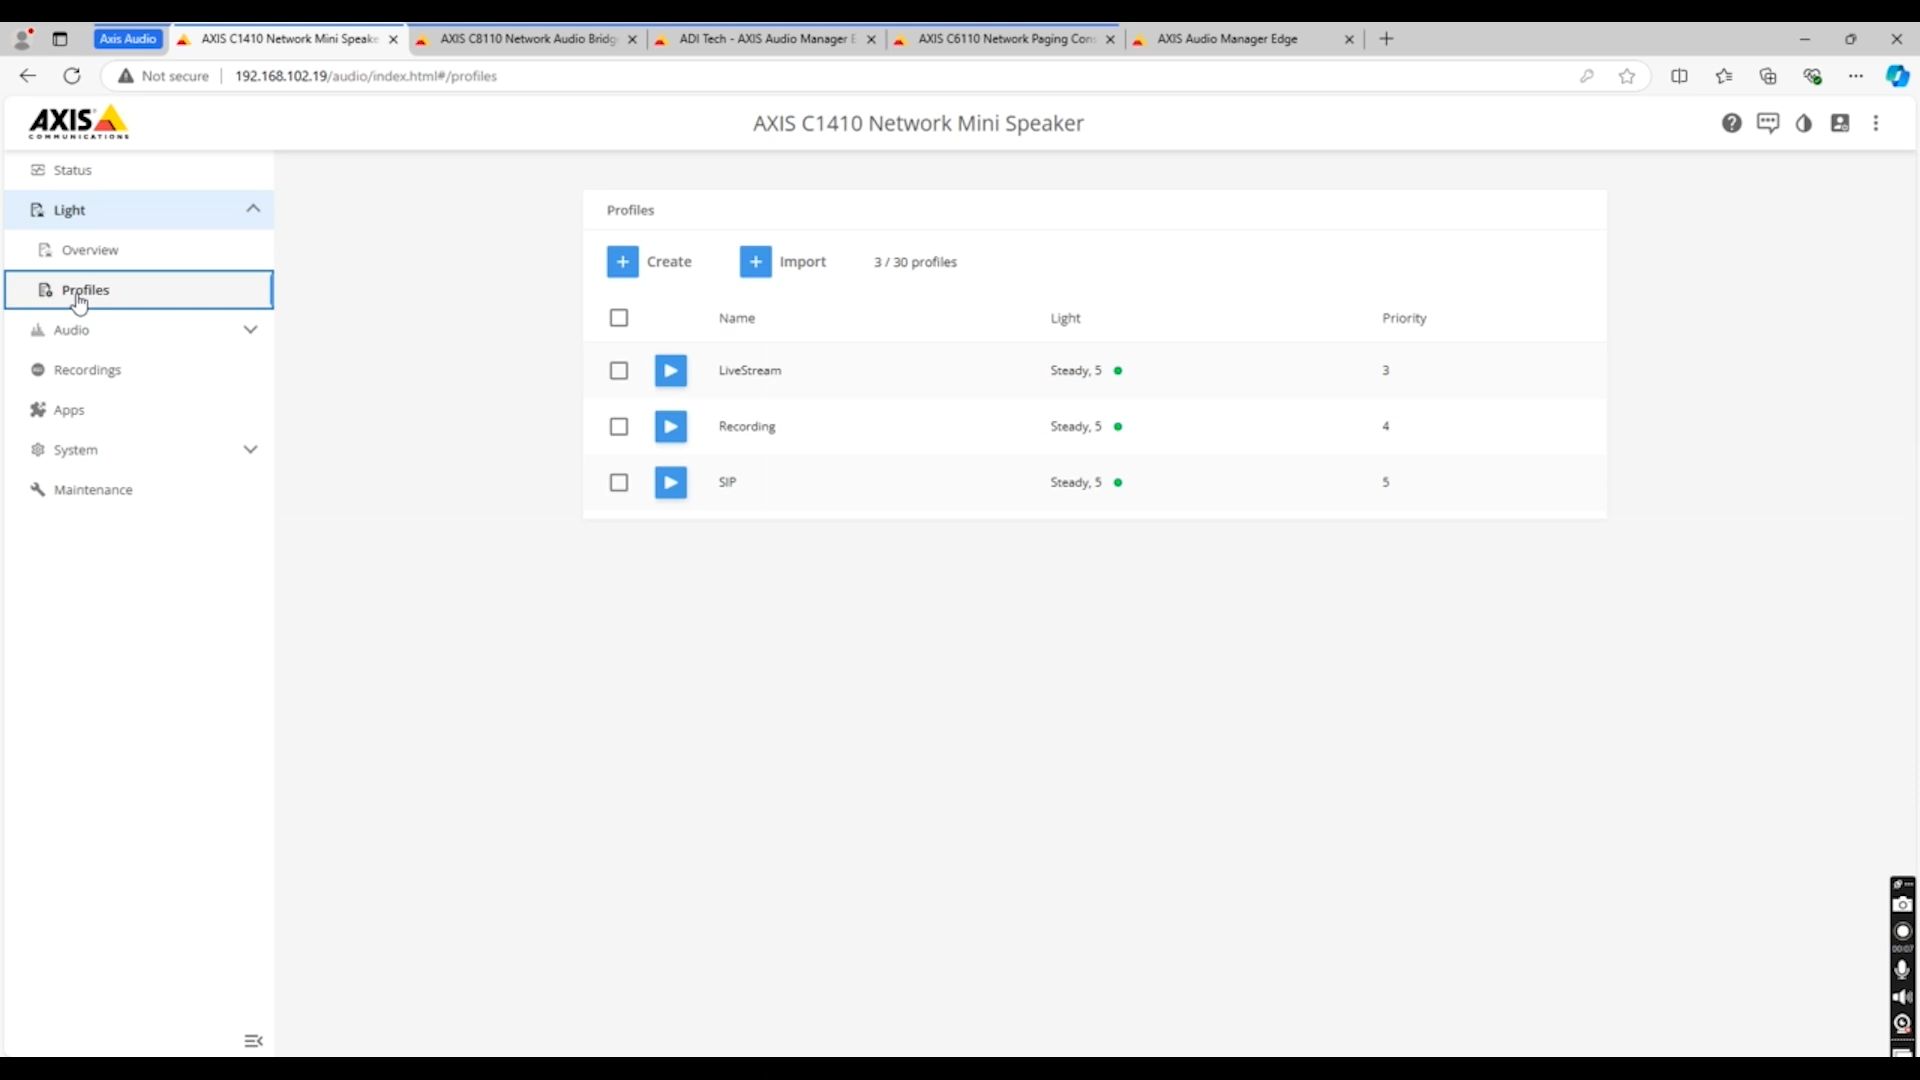 Axis Audio
AXIS C1410 Network Mini Speake
AXIS C8110 Network Audio Bridg
ADI Tech - AXIS Audio Manager E
AXIS C6110 Network Paging Con
AXIS Audio Manager Edge
Not secure
192.168.102.19/audio/index.html#/profiles
AXIS
COMMUNICATIONS
AXIS C1410 Network Mini Speaker
Status
Light
Overview
Profiles
Audio
Recordings
Apps
System
Maintenance
Profiles
Create
Import
3 / 30 profiles
Name Light Priority
LiveStream Steady, 5 3
Recording Steady, 5 4
SIP Steady, 5 5
00:07